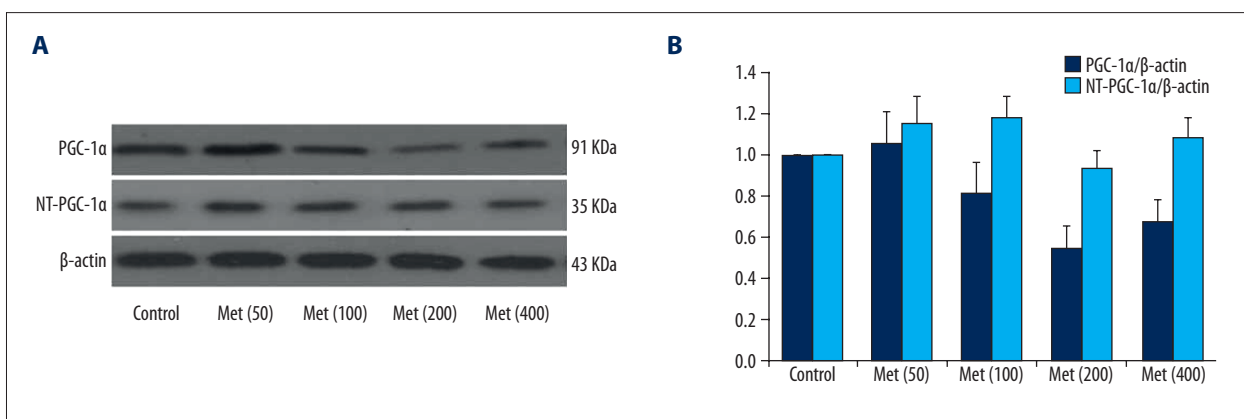 A
PGC-1α
91 KDa
NT-PGC-1α
35 KDa
β-actin
43 KDa
Control Met (50) Met (100) Met (200) Met (400)
B
PGC-1α/β-actin
NT-PGC-1α/β-actin
1.4
1.2
1.0
0.8
0.6
0.4
0.2
0.0
Control Met (50) Met (100) Met (200) Met (400)